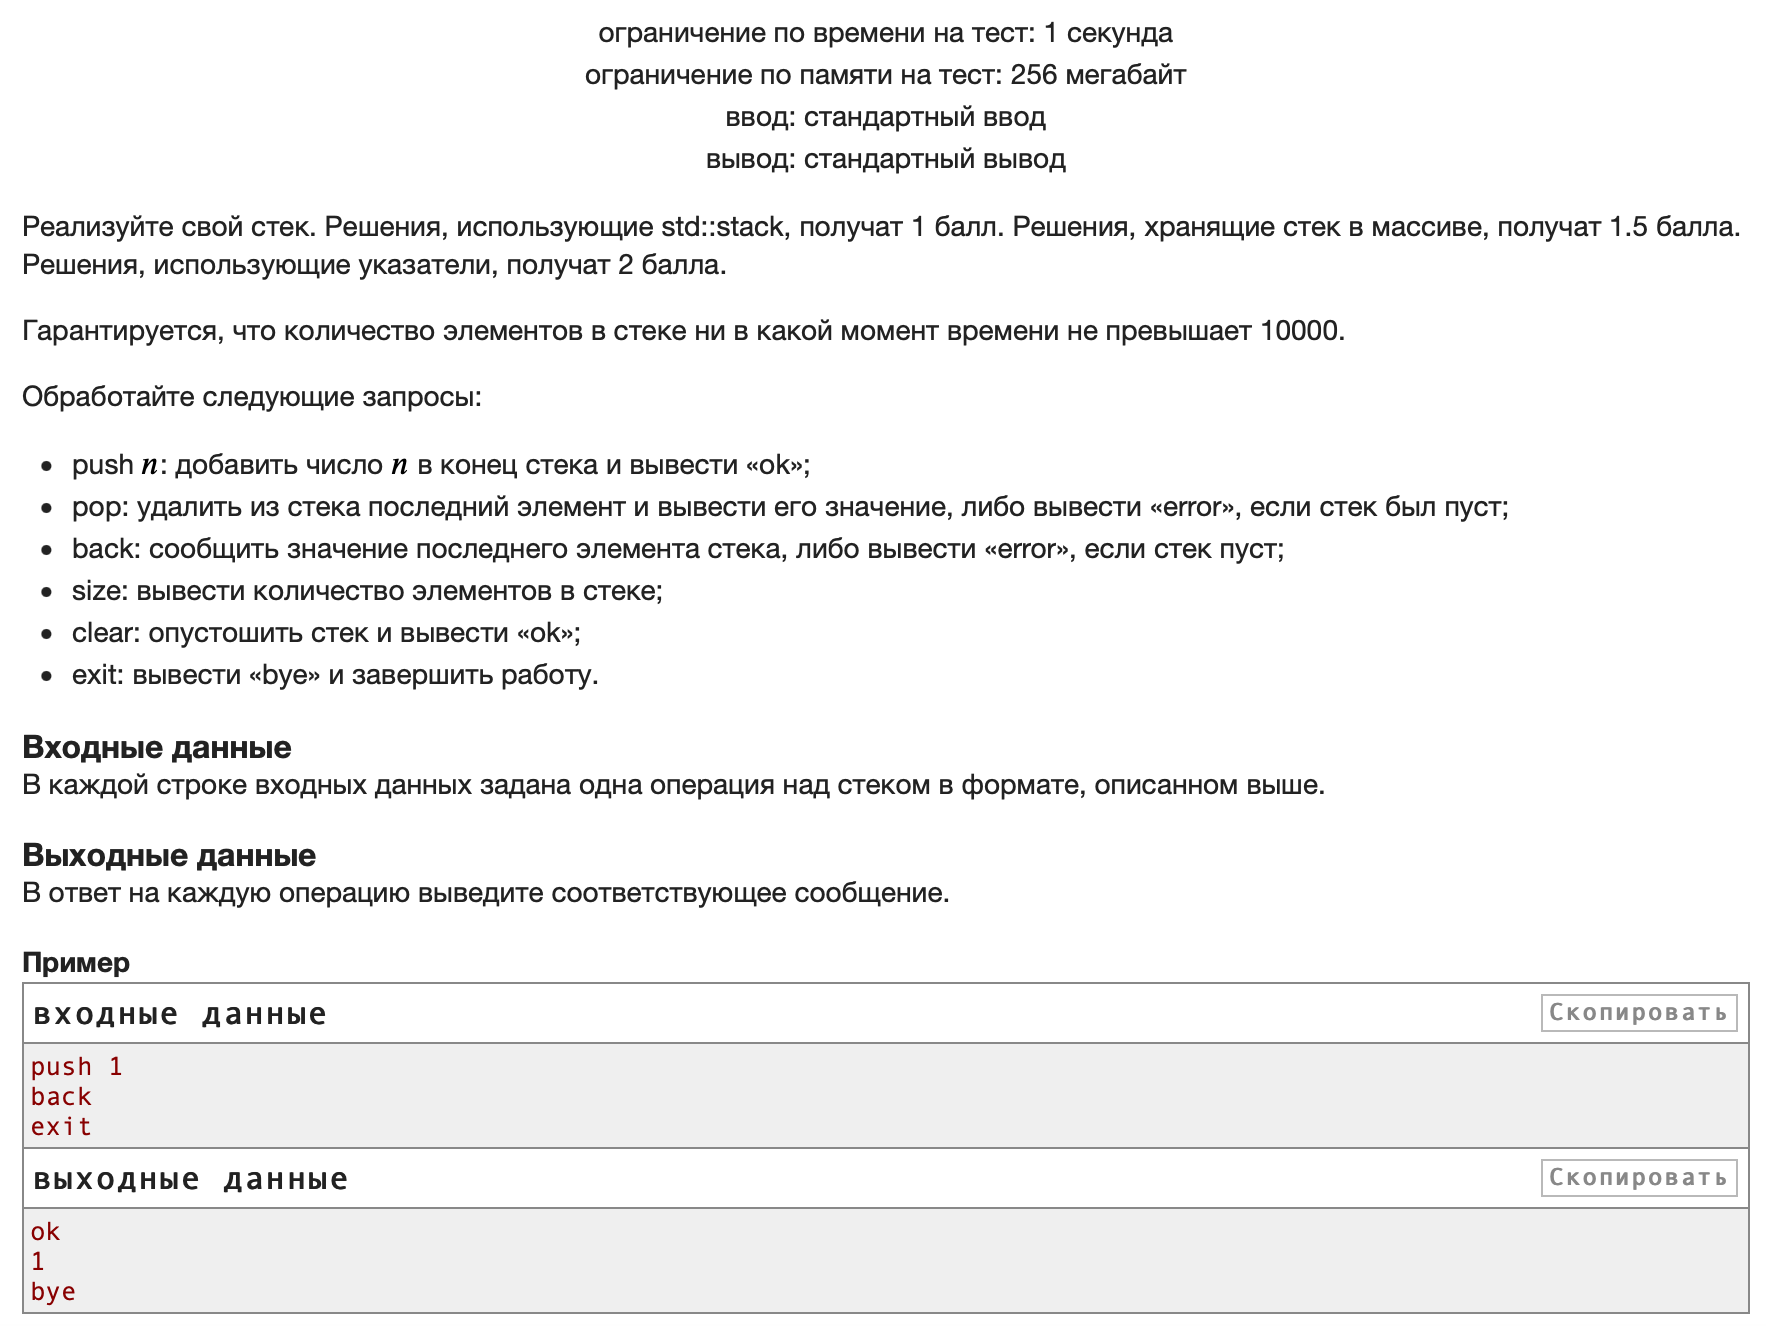 ограничение по времени на тест: 1 секунда
ограничение по памяти на тест: 256 мегабайт
ввод: стандартный ввод
вывод: стандартный вывод
Реализуйте свой стек. Решения, использующие std::stack, получат 1 балл. Решения, хранящие стек в массиве, получат 1.5 балла.
Решения, использующие указатели, получат 2 балла.
Гарантируется, что количество элементов в стеке ни в какой момент времени не превышает 10000.
Обработайте следующие запросы:
• push n: добавить число n в конец стека и вывести «ok»;
• pop: удалить из стека последний элемент и вывести его значение, либо вывести «error», если стек был пуст;
• back: сообщить значение последнего элемента стека, либо вывести «error», если стек пуст;
• size: вывести количество элементов в стеке;
• clear: опустошить стек и вывести «ok»;
• exit: вывести «bye» и завершить работу.
Входные данные
В каждой строке входных данных задана одна операция над стеком в формате, описанном выше.
Выходные данные
В ответ на каждую операцию выведите соответствующее сообщение.
Пример
входные данные Скопировать
push 1
back
exit
выходные данные Скопировать
ok
1
bye